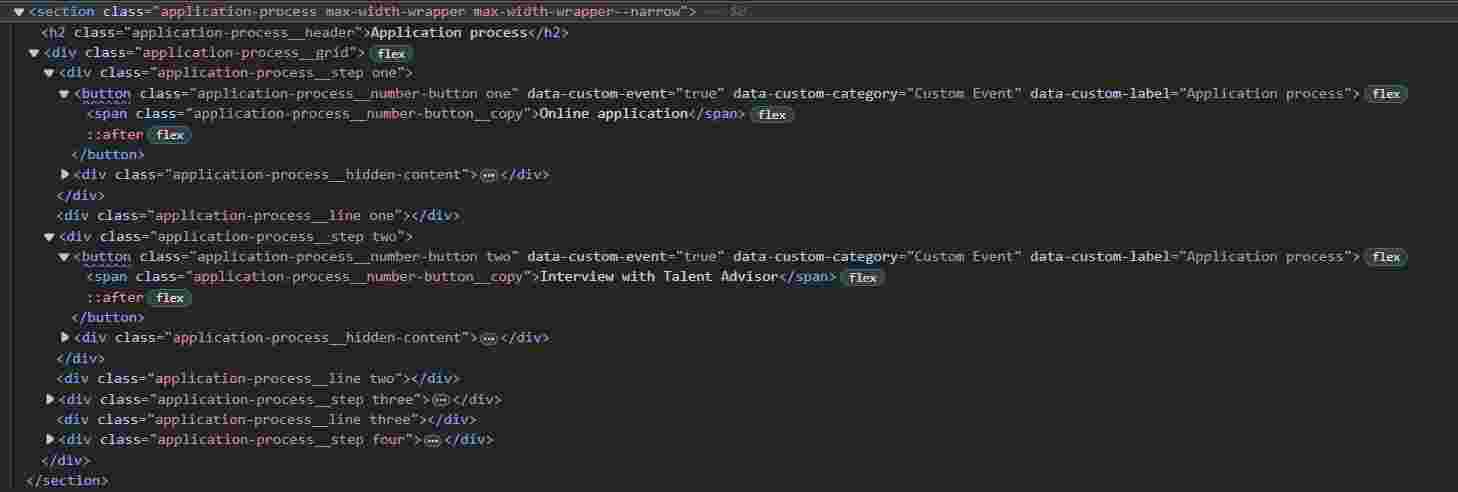 <section class="application-process max-width-wrapper max-width-wrapper--narrow"> == $0
<h2 class="application-process__header">Application process</h2>
<div class="application-process__grid"> flex
<div class="application-process__step one">
<button class="application-process__number-button one" data-custom-event="true" data-custom-category="Custom Event" data-custom-label="Application process"> flex
<span class="application-process__number-button__copy">Online application</span> flex
::after flex
</button>
<div class="application-process__hidden-content"> … </div>
</div>
<div class="application-process__line one"></div>
<div class="application-process__step two">
<button class="application-process__number-button two" data-custom-event="true" data-custom-category="Custom Event" data-custom-label="Application process"> flex
<span class="application-process__number-button__copy">Interview with Talent Advisor</span> flex
::after flex
</button>
<div class="application-process__hidden-content"> … </div>
</div>
<div class="application-process__line two"></div>
<div class="application-process__step three"> … </div>
<div class="application-process__line three"></div>
<div class="application-process__step four"> … </div>
</div>
</section>